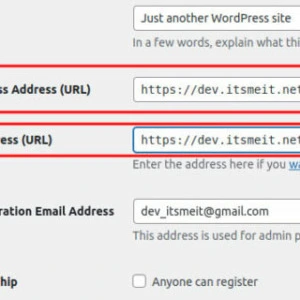 Just another WordPress site
In a few words, explain what thi
ss Address (URL)
https://dev.itsmeit.net
ess (URL)
https://dev.itsmeit.net
Enter the address here if you wa
ration Email Address
dev_itsmeit@gmail.com
This address is used for admin p
hip
Anyone can register